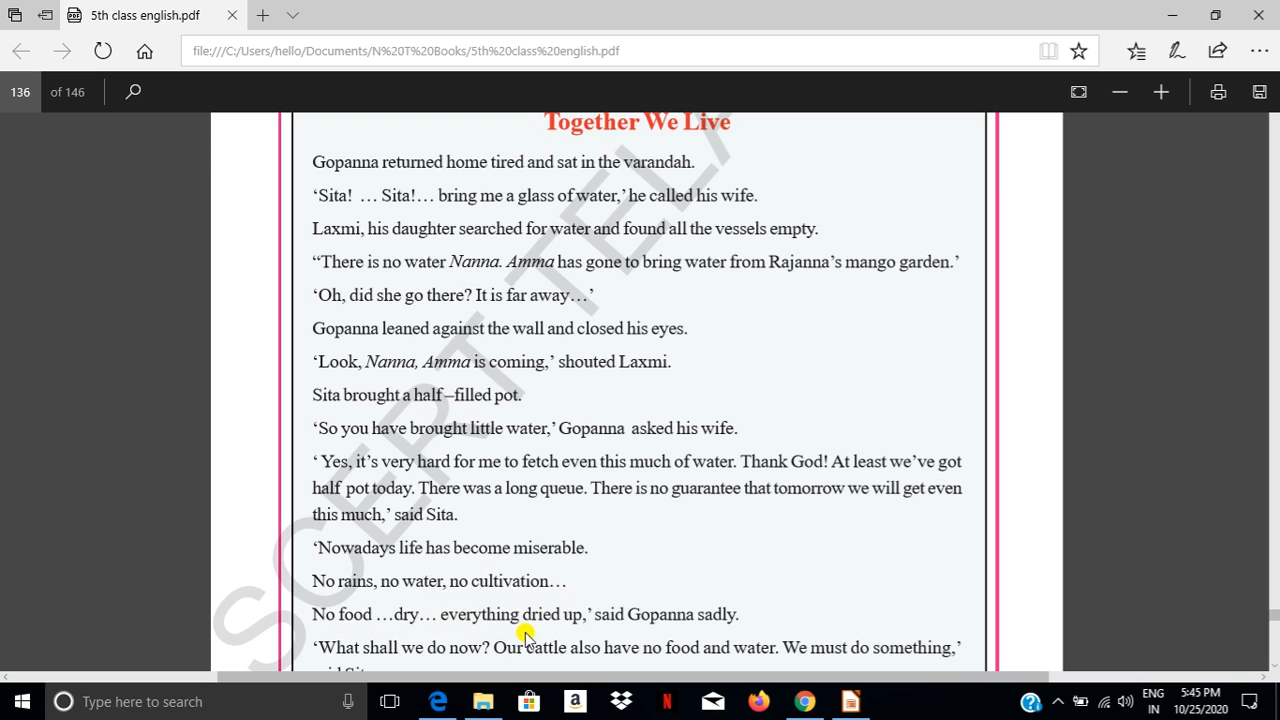 5th class english.pdf
file:///C:/Users/hello/Documents/N%20T%20Books/5th%20class%20english.pdf
136 of 146
Together We Live
Gopanna returned home tired and sat in the varandah.
‘Sita! … Sita!… bring me a glass of water,’ he called his wife.
Laxmi, his daughter searched for water and found all the vessels empty.
“There is no water Nanna. Amma has gone to bring water from Rajanna’s mango garden.’
‘Oh, did she go there? It is far away…’
Gopanna leaned against the wall and closed his eyes.
‘Look, Nanna, Amma is coming,’ shouted Laxmi.
Sita brought a half –filled pot.
‘So you have brought little water,’ Gopanna asked his wife.
‘ Yes, it’s very hard for me to fetch even this much of water. Thank God! At least we’ve got
half pot today. There was a long queue. There is no guarantee that tomorrow we will get even
this much,’ said Sita.
‘Nowadays life has become miserable.
No rains, no water, no cultivation…
No food …dry… everything dried up,’ said Gopanna sadly.
‘What shall we do now? Our cattle also have no food and water. We must do something,’
said Sita
SCERT TELA
Type here to search
ENG
IN
5:45 PM
10/25/2020